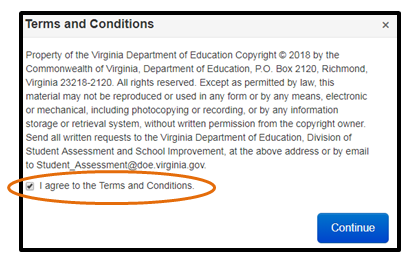 Terms and Conditions ×
Property of the Virginia Department of Education Copyright © 2018 by the
Commonwealth of Virginia, Department of Education, P.O. Box 2120, Richmond,
Virginia 23218-2120. All rights reserved. Except as permitted by law, this
material may not be reproduced or used in any form or by any means, electronic
or mechanical, including photocopying or recording, or by any information
storage or retrieval system, without written permission from the copyright owner.
Send all written requests to the Virginia Department of Education, Division of
Student Assessment and School Improvement, at the above address or by email
to Student_Assessment@doe.virginia.gov.
I agree to the Terms and Conditions.
Continue